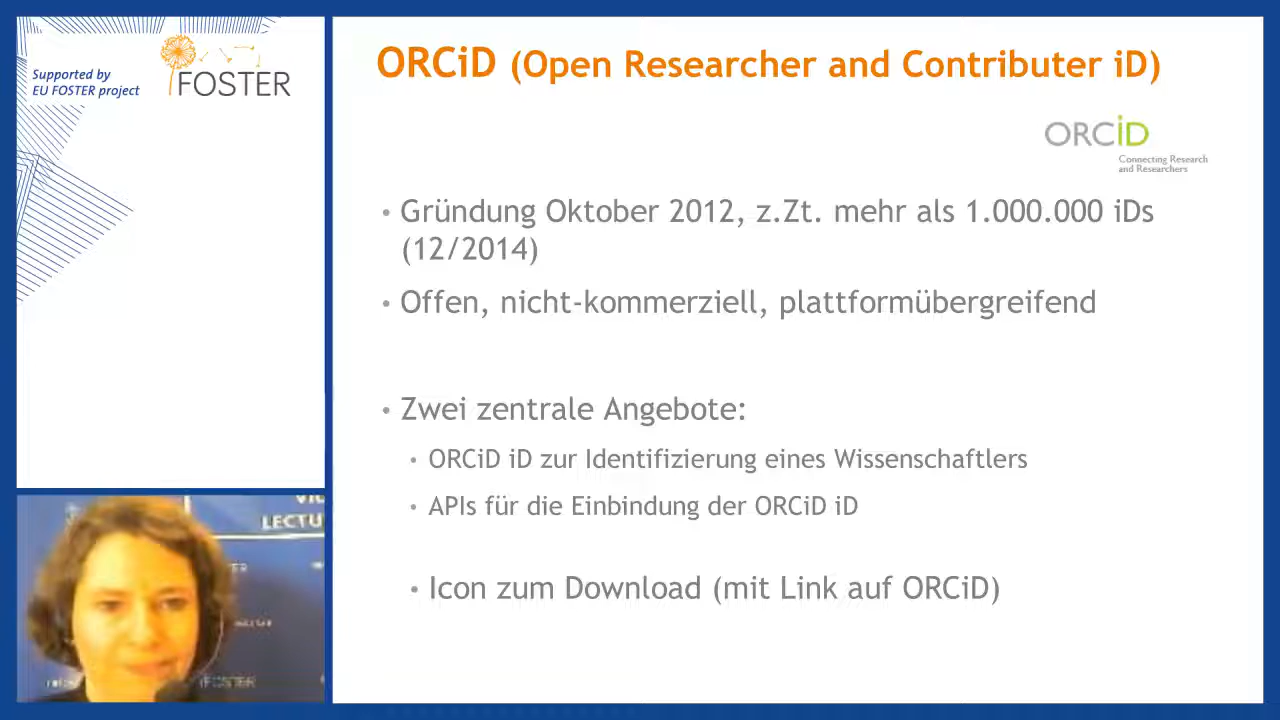 Supported by
EU FOSTER project
FOSTER
ORCiD (Open Researcher and Contributer iD)
ORCiD
Connecting Research
and Researchers
• Gründung Oktober 2012, z.Zt. mehr als 1.000.000 iDs
(12/2014)
• Offen, nicht-kommerziell, plattformübergreifend
• Zwei zentrale Angebote:
• ORCiD iD zur Identifizierung eines Wissenschaftlers
• APIs für die Einbindung der ORCiD iD
• Icon zum Download (mit Link auf ORCiD)
LECTU
FOSTER